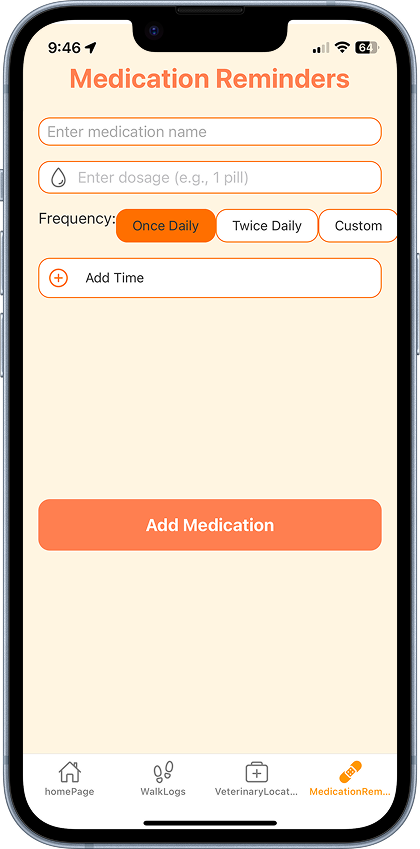 9:46 64
Medication Reminders
Enter medication name
Enter dosage (e.g., 1 pill)
Frequency: Once Daily Twice Daily Custom
Add Time
Add Medication
homePage WalkLogs VeterinaryLocat... MedicationRem...